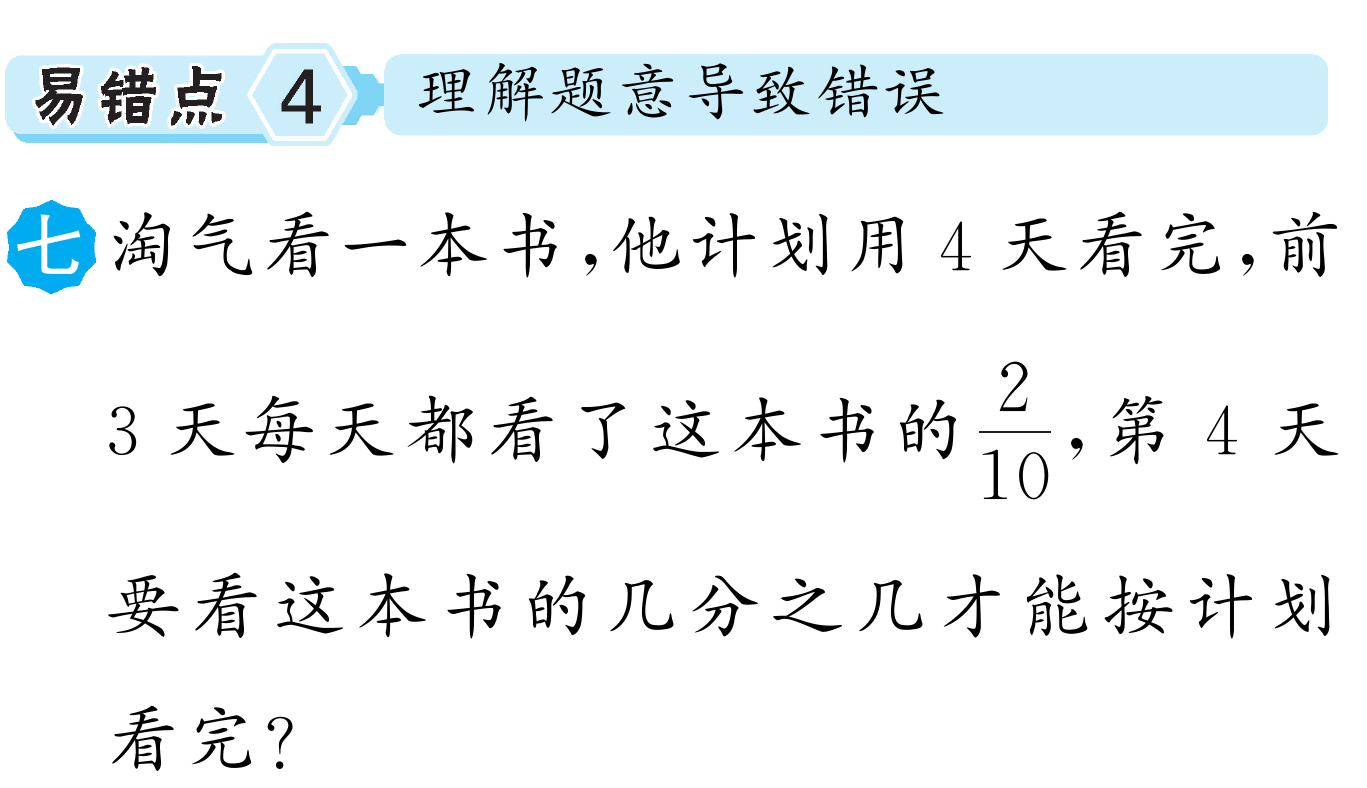 易错点 4 理解题意导致错误
七 淘气看一本书,他计划用 4 天看完,前
3 天每天都看了这本书的2/10,第 4 天
要看这本书的几分之几才能按计划
看完?